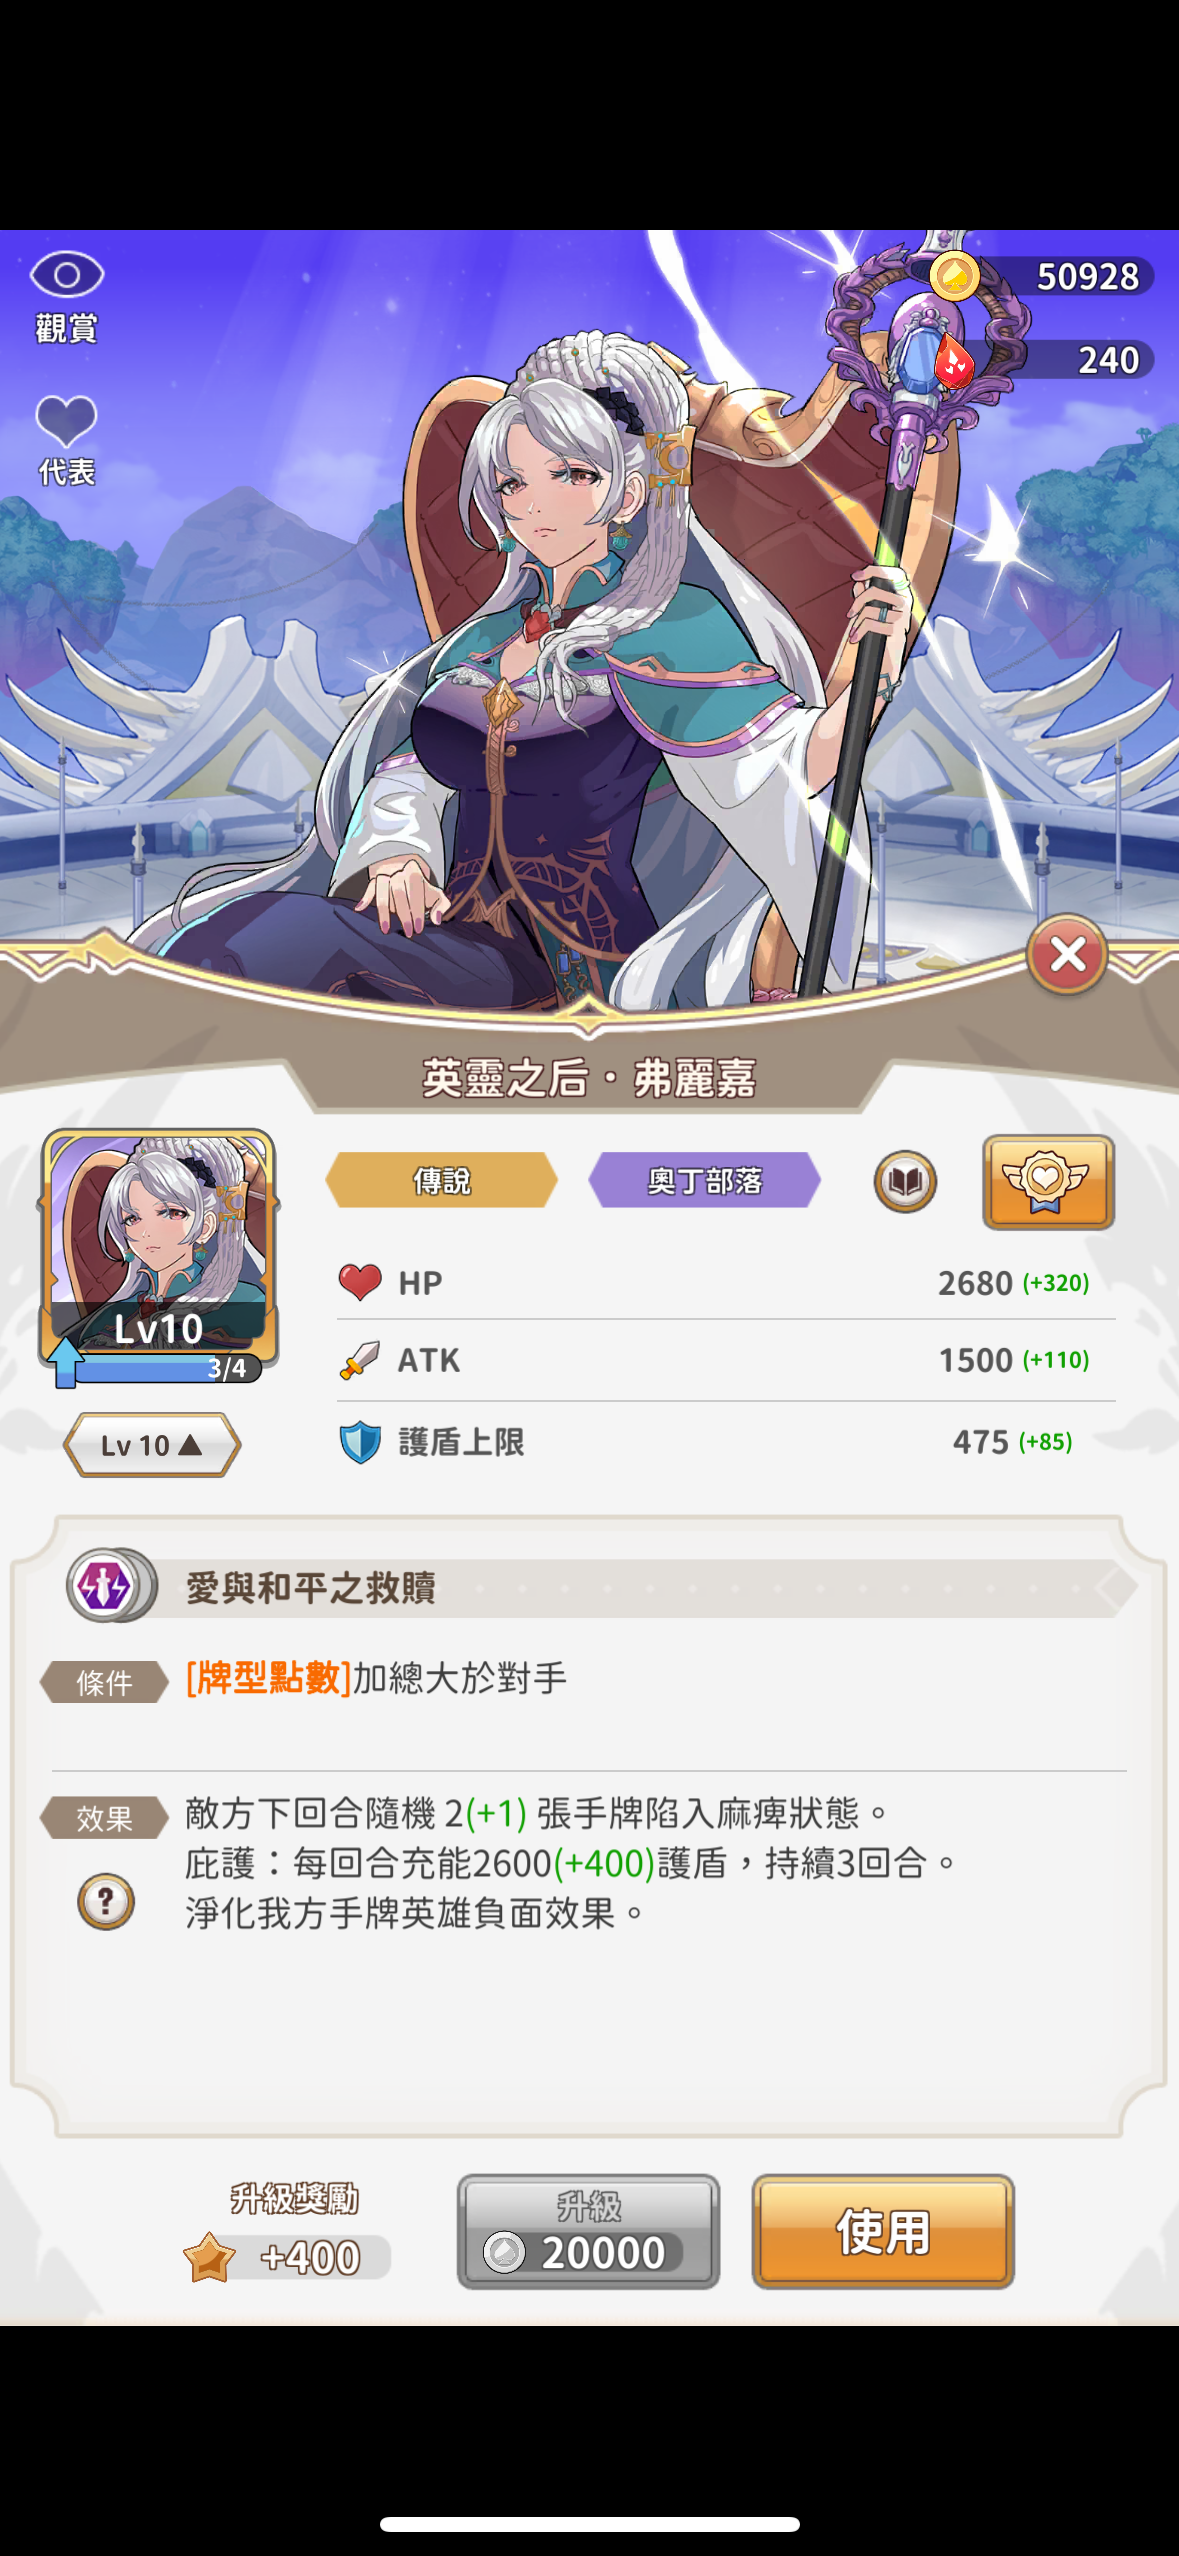 50928
觀賞
240
代表
英靈之后・弗麗嘉
傳說
奧丁部落
HP
2680 (+320)
Lv10
3/4
ATK
1500 (+110)
Lv 10 ▲
護盾上限
475 (+85)
愛與和平之救贖
條件
[牌型點數]加總大於對手
效果
敵方下回合隨機 2(+1) 張手牌陷入麻痺狀態。
庇護：每回合充能2600(+400)護盾，持續3回合。
?
淨化我方手牌英雄負面效果。
升級獎勵
+400
升級
20000
使用